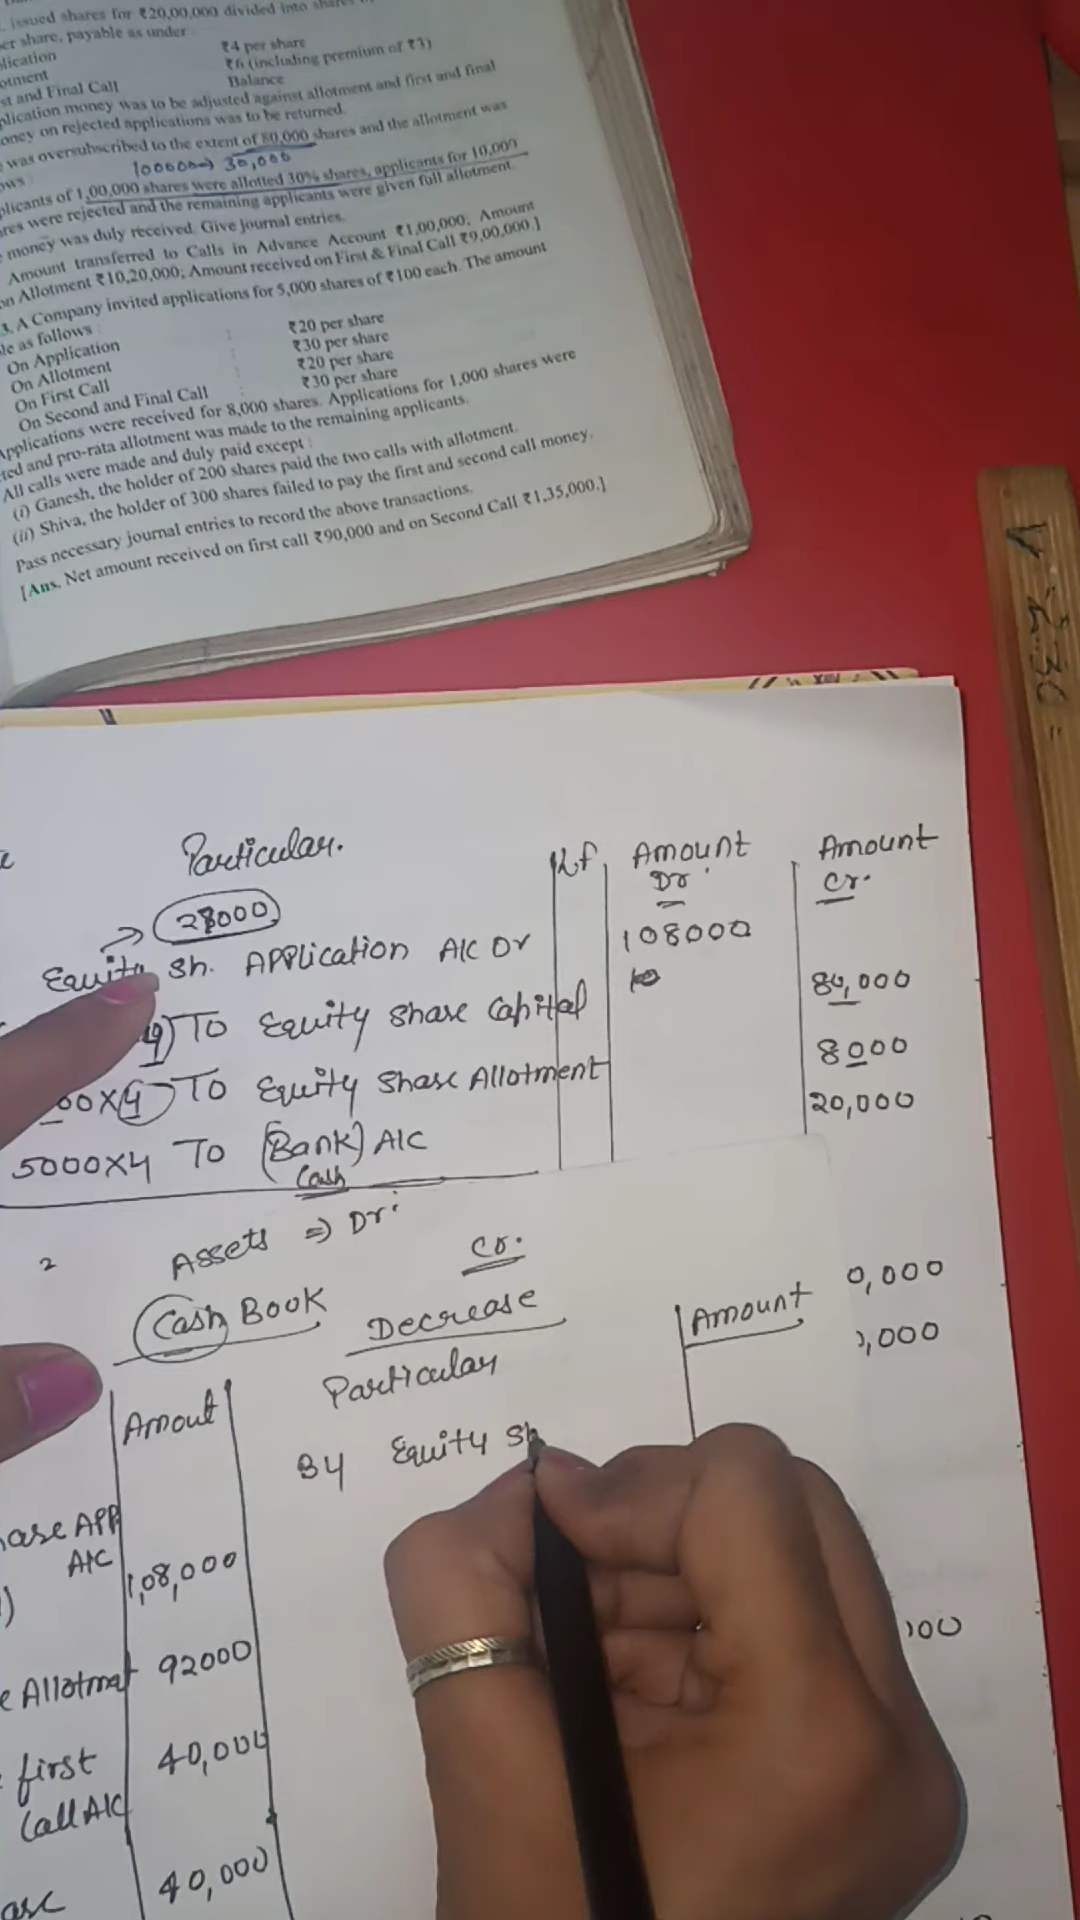 issued shares for ₹20,00,000 divided into shares
er share, payable as under
lication ₹4 per share
otment ₹6 (including premium of ₹3)
st and Final Call Balance
plication money was to be adjusted against allotment and first and final
oney on rejected applications was to be returned.
was oversubscribed to the extent of 80,000 shares and the allotment was
ows :
100000→ 30,000
plicants of 1,00,000 shares were allotted 30% shares, applicants for 10,000
ares were rejected and the remaining applicants were given full allotment.
money was duly received. Give journal entries.
Amount transferred to Calls in Advance Account ₹1,00,000; Amount
on Allotment ₹10,20,000; Amount received on First & Final Call ₹9,00,000.]
A Company invited applications for 5,000 shares of ₹100 each. The amount
le as follows :
On Application : ₹20 per share
On Allotment : ₹30 per share
On First Call : ₹20 per share
On Second and Final Call : ₹30 per share
Applications were received for 8,000 shares. Applications for 1,000 shares were
ted and pro-rata allotment was made to the remaining applicants.
All calls were made and duly paid except :
(i) Ganesh, the holder of 200 shares paid the two calls with allotment.
(ii) Shiva, the holder of 300 shares failed to pay the first and second call money.
Pass necessary journal entries to record the above transactions.
[Ans. Net amount received on first call ₹90,000 and on Second Call ₹1,35,000.]
Particular. L.f. Amount Dr. Amount Cr.
Equity Sh. Application A/C Dr 108000
To Equity Share Capital 80,000
00x4 To Equity Share Allotment 8000
5000x4 To (Bank) A/C 20,000
Cash
2
Assets ⇒ Dr.
Cr.
Cash Book Decrease
0,000
,000
Amout Particular Amount
By Equity Sh
hase App
A/C 1,08,000
e Allotmat 92000
00
first 40,000
Call A/C
40,000